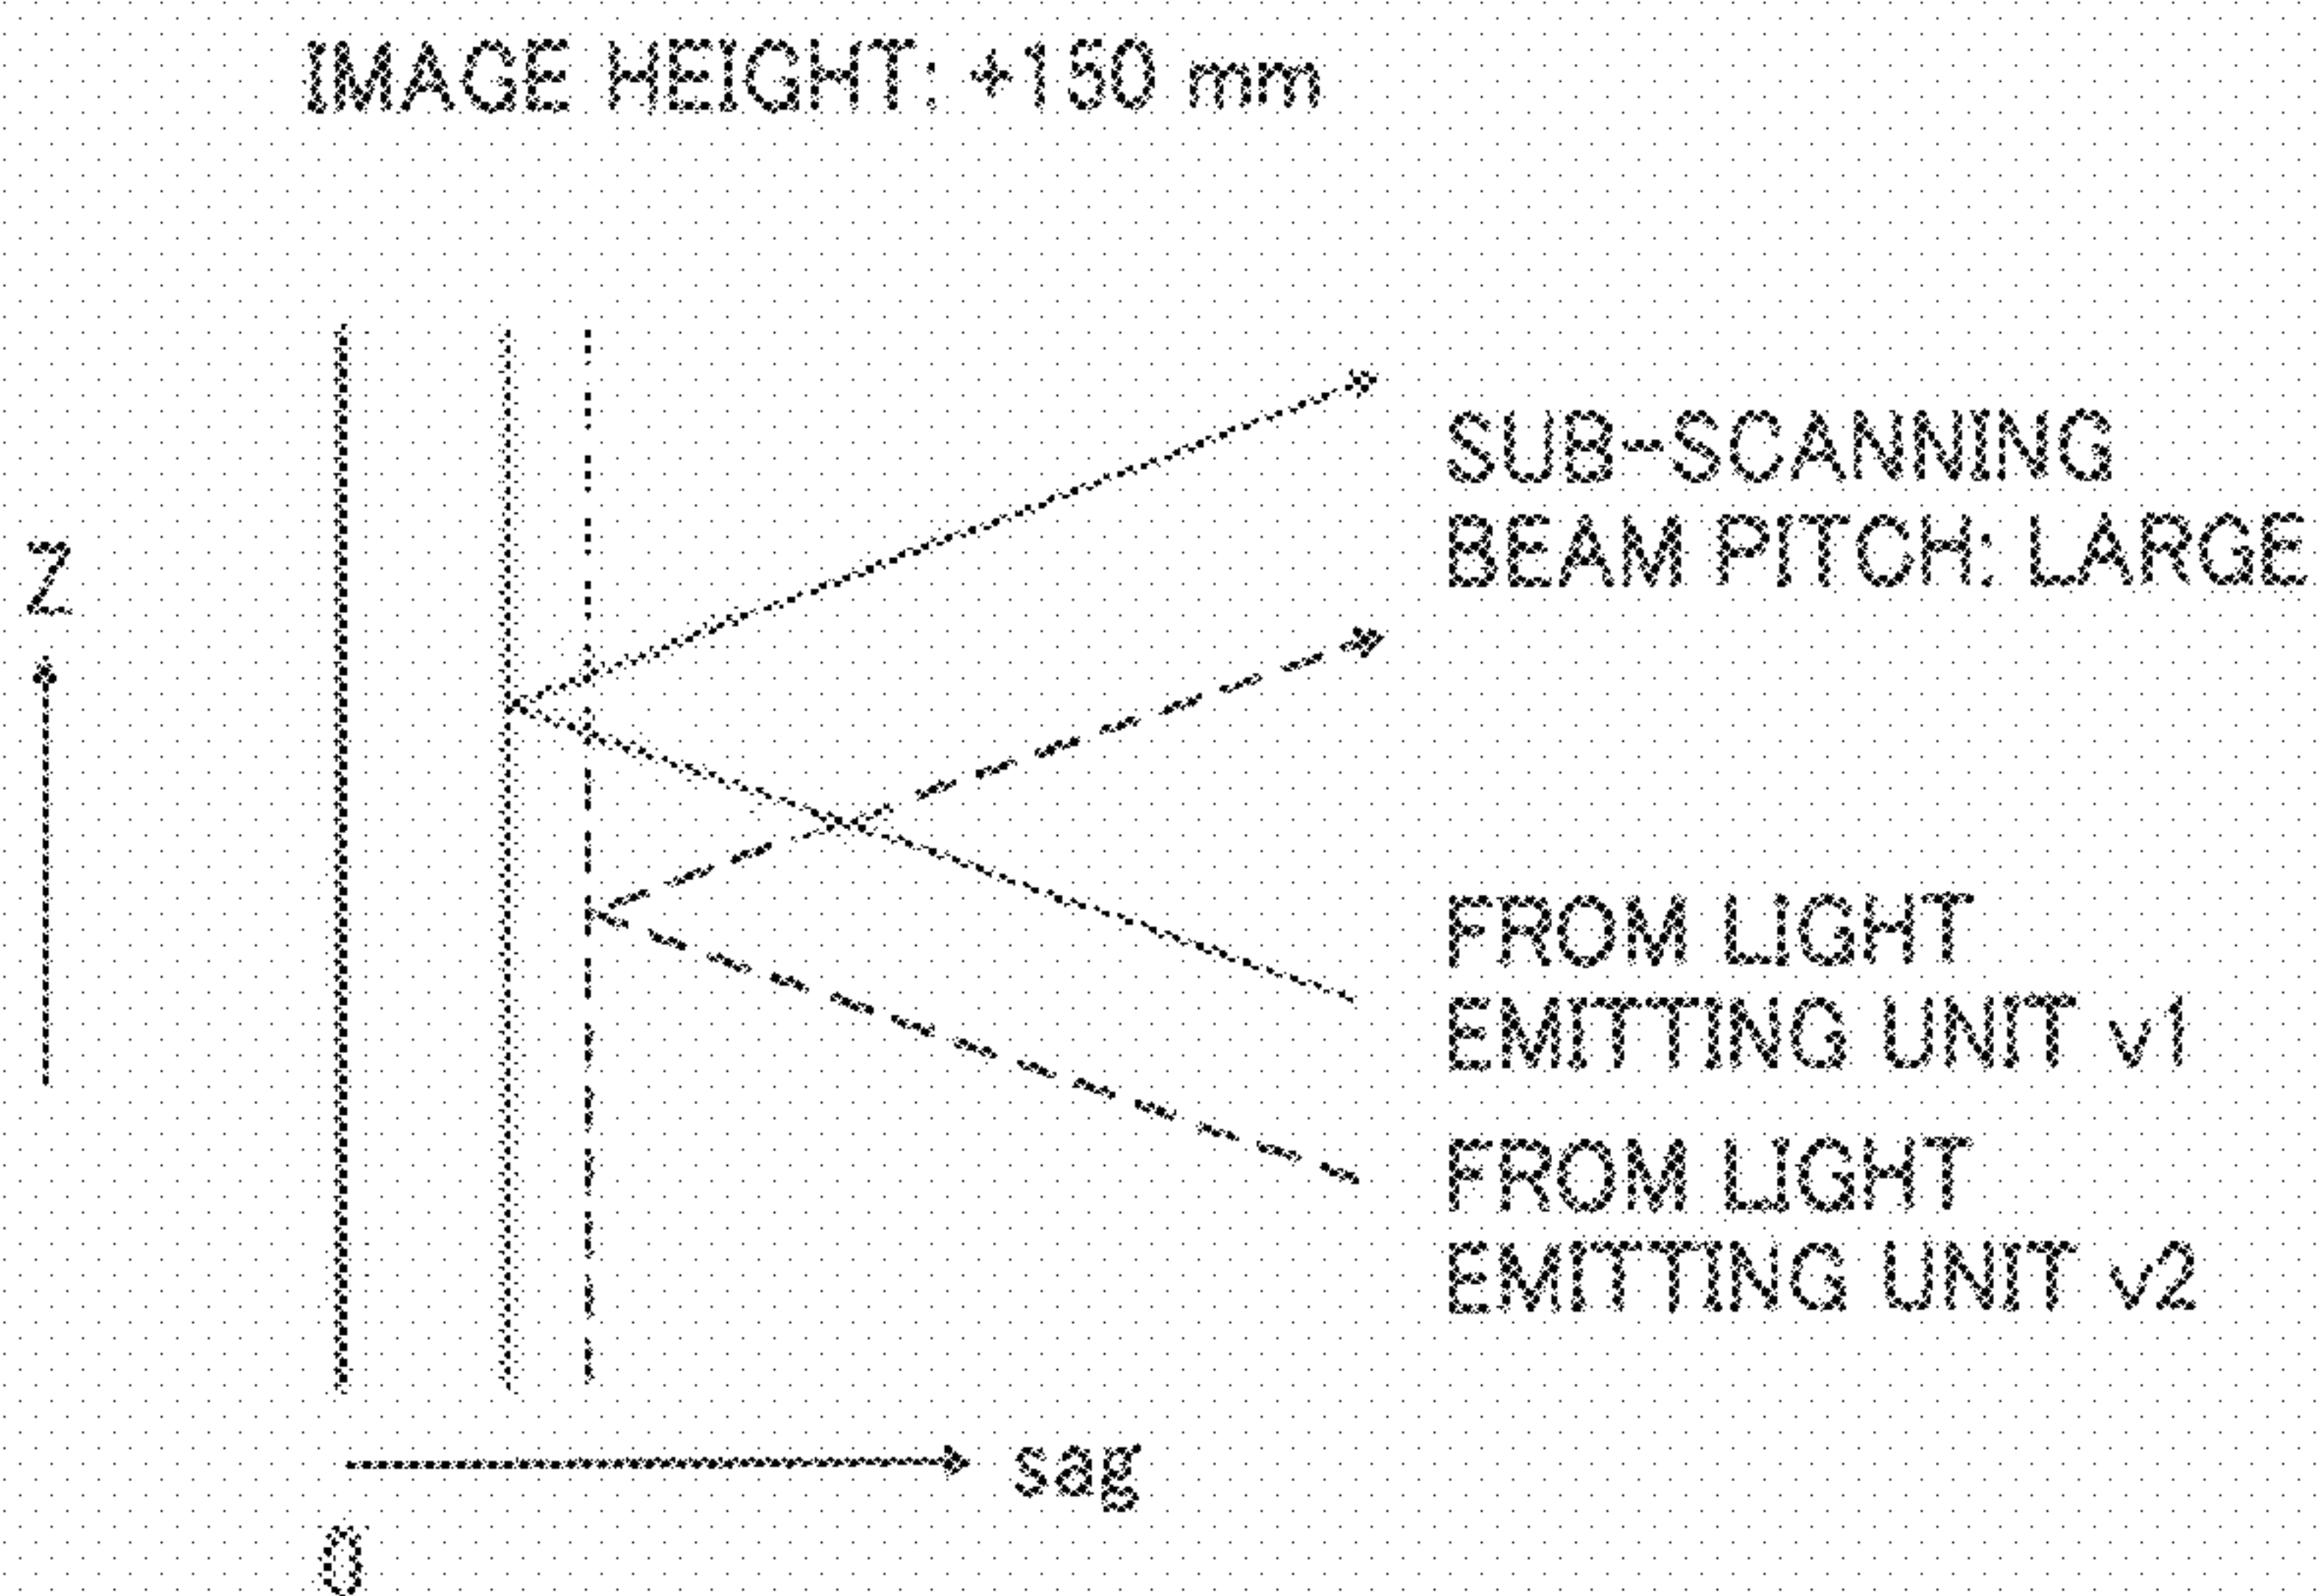 IMAGE HEIGHT: +150 mm
SUB-SCANNING
BEAM PITCH: LARGE
Z
FROM LIGHT
EMITTING UNIT v1
FROM LIGHT
EMITTING UNIT v2
sag
0